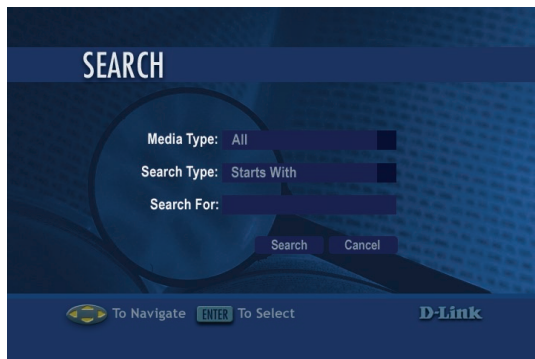 SEARCH
Media Type: All
Search Type: Starts With
Search For:
Search Cancel
To Navigate ENTER To Select D-Link